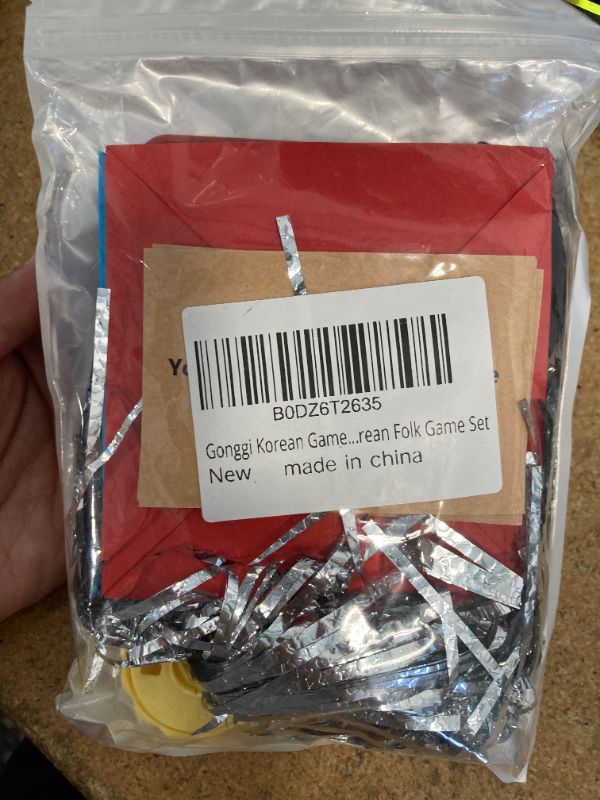 B0DZ6T2635
Gonggi Korean Game...rean Folk Game Set
New made in china